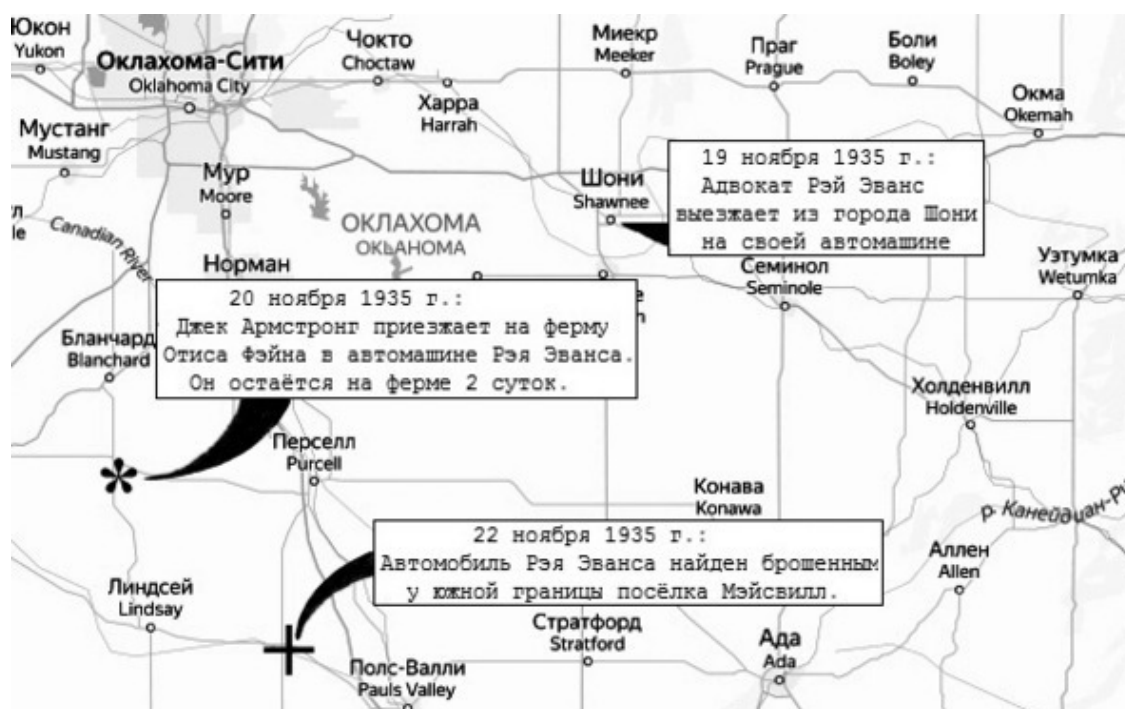 Юкон
Yukon
Оклахома-Сити
Oklahoma City
Чокто
Choctaw
Миекр
Meeker
Праг
Prague
Боли
Boley
Харра
Harrah
Окма
Okemah
Мустанг
Mustang
Мур
Moore
Шони
Shawnee
19 ноября 1935 г.:
Адвокат Рэй Эванс
выезжает из города Шони
на своей автомашине
ОКЛАХОМА
OKLAHOMA
Canadian River
Норман
Семинол
Seminole
Уэтумка
Wetumka
20 ноября 1935 г.:
Джек Армстронг приезжает на ферму
Отиса Фэйна в автомашине Рэя Эванса.
Он остаётся на ферме 2 суток.
Бланчард
Blanchard
Холденвилл
Holdenville
Перселл
Purcell
Конава
Konawa
р. Канейдиан-Ри
22 ноября 1935 г.:
Автомобиль Рэя Эванса найден брошенным
у южной границы посёлка Мэйсвилл.
Аллен
Allen
Линдсей
Lindsay
Стратфорд
Stratford
Ада
Ada
Полс-Валли
Pauls Valley